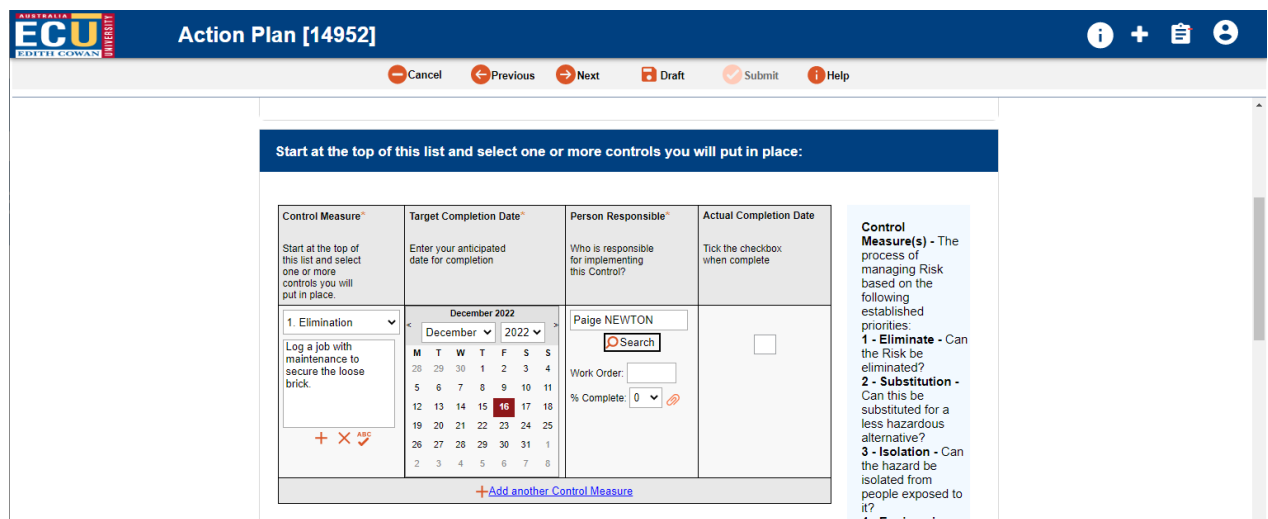 AUSTRALIA
ECU
UNIVERSITY
EDITH COWAN
Action Plan [14952]
Cancel Previous Next Draft Submit Help
Start at the top of this list and select one or more controls you will put in place:
Control Measure*
Start at the top of
this list and select
one or more
controls you will
put in place.
Target Completion Date*
Enter your anticipated
date for completion
Person Responsible*
Who is responsible
for implementing
this Control?
Actual Completion Date
Tick the checkbox
when complete
1. Elimination
Log a job with
maintenance to
secure the loose
brick.
ABC
December 2022
< December 2022 >
M T W T F S S
28 29 30 1 2 3 4
5 6 7 8 9 10 11
12 13 14 15 16 17 18
19 20 21 22 23 24 25
26 27 28 29 30 31 1
2 3 4 5 6 7 8
Paige NEWTON
Search
Work Order:
% Complete: 0
Add another Control Measure
Control
Measure(s) - The
process of
managing Risk
based on the
following
established
priorities:
1 - Eliminate - Can
the Risk be
eliminated?
2 - Substitution -
Can this be
substituted for a
less hazardous
alternative?
3 - Isolation - Can
the hazard be
isolated from
people exposed to
it?